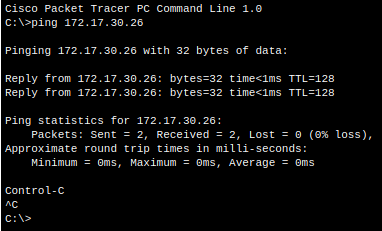 Cisco Packet Tracer PC Command Line 1.0
C:\>ping 172.17.30.26
Pinging 172.17.30.26 with 32 bytes of data:
Reply from 172.17.30.26: bytes=32 time<1ms TTL=128
Reply from 172.17.30.26: bytes=32 time<1ms TTL=128
Ping statistics for 172.17.30.26:
    Packets: Sent = 2, Received = 2, Lost = 0 (0% loss),
Approximate round trip times in milli-seconds:
    Minimum = 0ms, Maximum = 0ms, Average = 0ms
Control-C
^C
C:\>